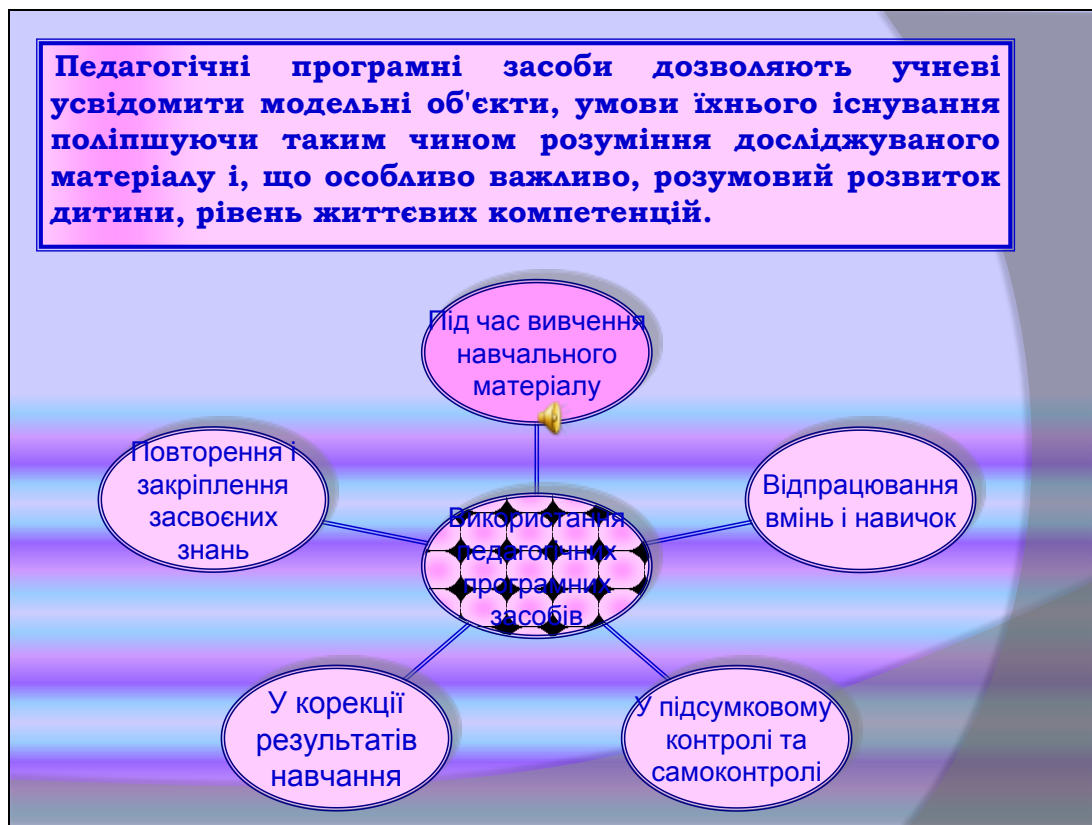 Педагогічні програмні засоби дозволяють учневі
усвідомити модельні об'єкти, умови їхнього існування
поліпшуючи таким чином розуміння досліджуваного
матеріалу і, що особливо важливо, розумовий розвиток
дитини, рівень життєвих компетенцій.
Під час вивчення
навчального
матеріалу
Повторення і
закріплення
засвоєних
знань
Відпрацювання
вмінь і навичок
Використання
педагогічних
програмних
засобів
У корекції
результатів
навчання
У підсумковому
контролі та
самоконтролі